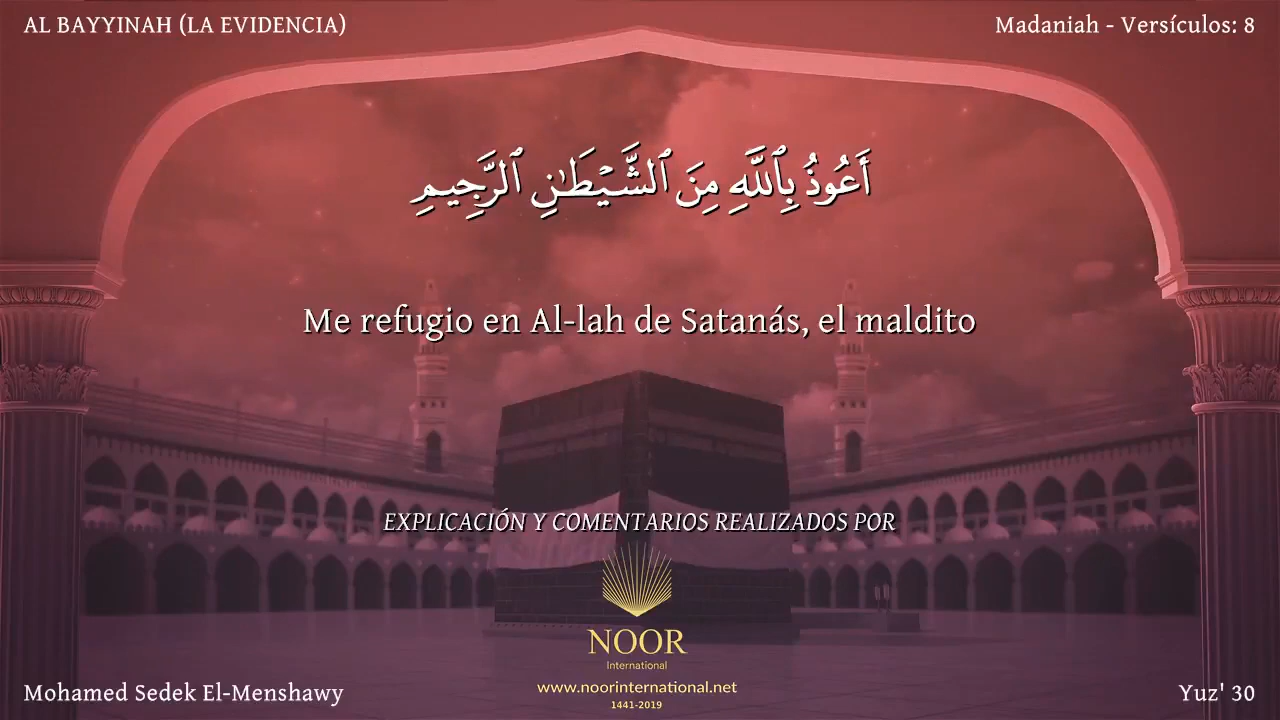 AL BAYYINAH (LA EVIDENCIA)
Madaniah - Versículos: 8
أَعُوذُ بِٱللَّهِ مِنَ ٱلشَّيْطَٰنِ ٱلرَّجِيمِ
Me refugio en Al-lah de Satanás, el maldito
EXPLICACIÓN Y COMENTARIOS REALIZADOS POR
NOOR
International
www.noorinternational.net
1441-2019
Mohamed Sedek El-Menshawy
Yuz' 30